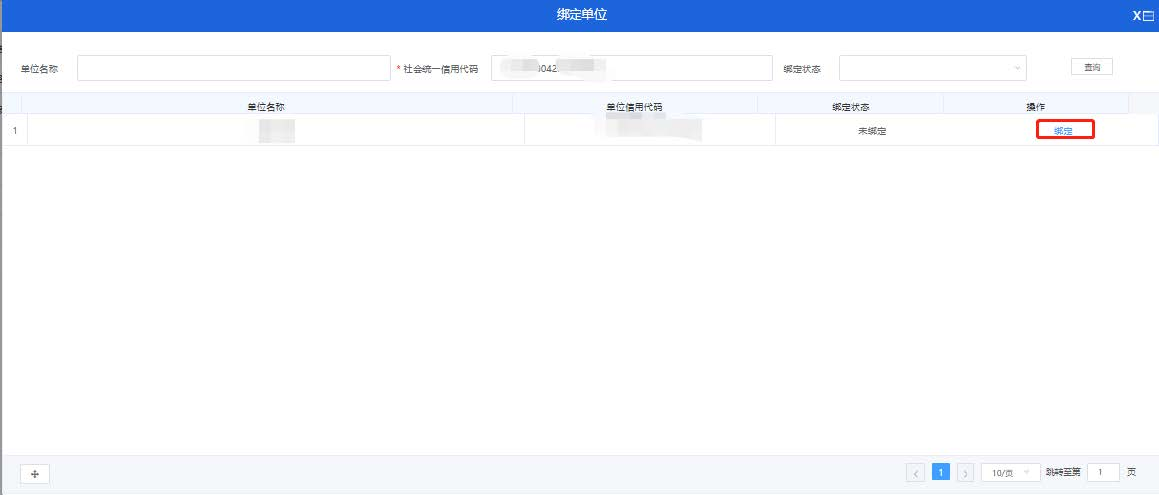 绑定单位
X
单位名称 * 社会统一信用代码 042 绑定状态 查询
单位名称 单位信用代码 绑定状态 操作
1 未绑定 绑定
1 10/页 跳转至第 1 页